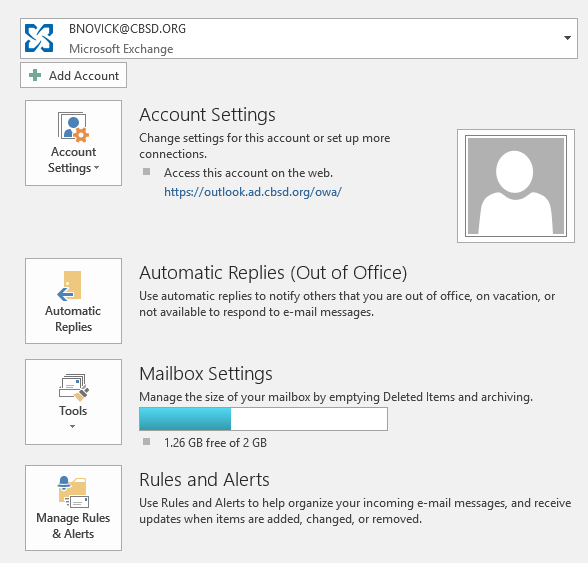 BNOVICK@CBSD.ORG
Microsoft Exchange
Add Account
Account
Settings
Account Settings
Change settings for this account or set up more
connections.
Access this account on the web.
https://outlook.ad.cbsd.org/owa/
Automatic
Replies
Automatic Replies (Out of Office)
Use automatic replies to notify others that you are out of office, on vacation, or
not available to respond to e-mail messages.
Tools
Mailbox Settings
Manage the size of your mailbox by emptying Deleted Items and archiving.
1.26 GB free of 2 GB
Manage Rules
& Alerts
Rules and Alerts
Use Rules and Alerts to help organize your incoming e-mail messages, and receive
updates when items are added, changed, or removed.